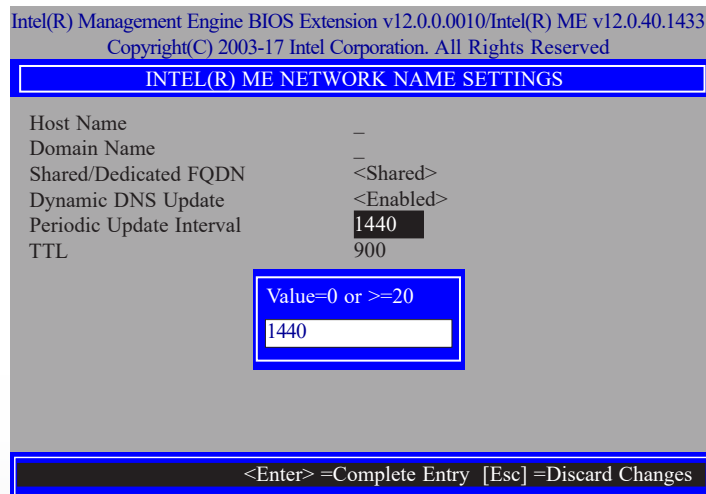 Intel(R) Management Engine BIOS Extension v12.0.0.0010/Intel(R) ME v12.0.40.1433
Copyright(C) 2003-17 Intel Corporation. All Rights Reserved
INTEL(R) ME NETWORK NAME SETTINGS
Host Name _
Domain Name _
Shared/Dedicated FQDN <Shared>
Dynamic DNS Update <Enabled>
Periodic Update Interval 1440
TTL 900
Value=0 or >=20
1440
<Enter> =Complete Entry [Esc] =Discard Changes